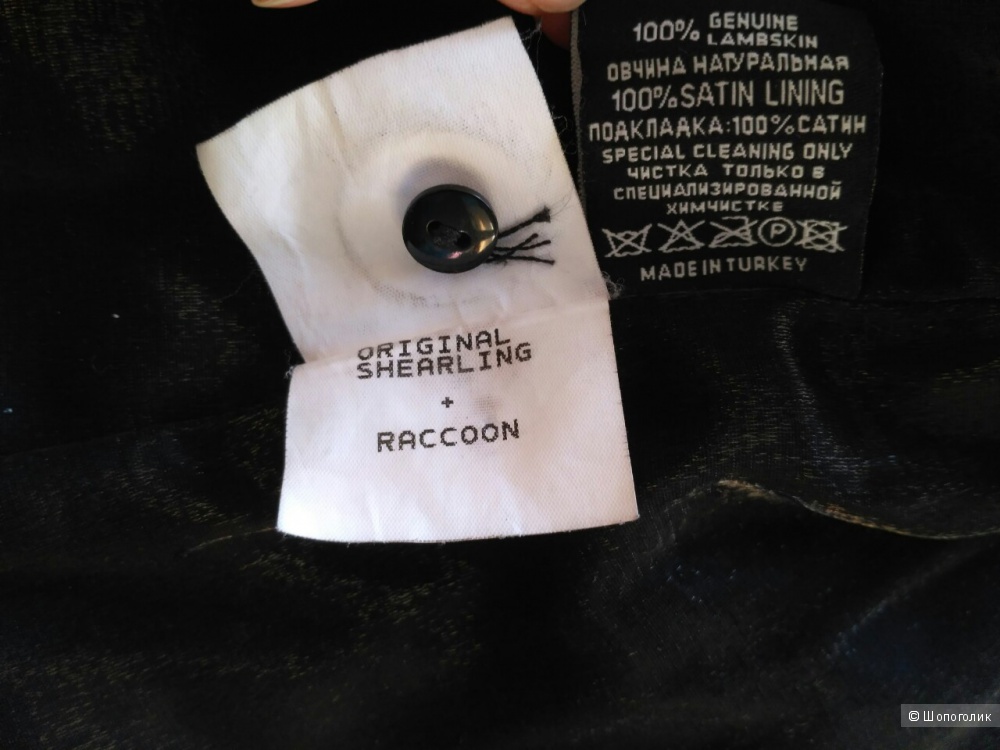 ORIGINAL
SHEARLING
+
RACCOON
100% GENUINE
LAMBSKIN
ОВЧИНА НАТУРАЛЬНАЯ
100% SATIN LINING
ПОДКЛАДКА:100% САТИН
SPECIAL CLEANING ONLY
ЧИСТКА ТОЛЬКО В
СПЕЦИАЛИЗИРОВАННОЙ
ХИМЧИСТКЕ
P
MADE IN TURKEY
© Шопоголик